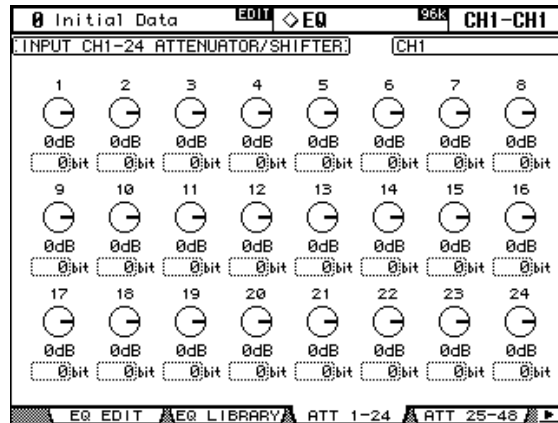 0 Initial Data EDIT ◇EQ 96k CH1-CH1
INPUT CH1-24 ATTENUATOR/SHIFTER CH1
1 2 3 4 5 6 7 8
0dB 0dB 0dB 0dB 0dB 0dB 0dB 0dB
0bit 0bit 0bit 0bit 0bit 0bit 0bit 0bit
9 10 11 12 13 14 15 16
0dB 0dB 0dB 0dB 0dB 0dB 0dB 0dB
0bit 0bit 0bit 0bit 0bit 0bit 0bit 0bit
17 18 19 20 21 22 23 24
0dB 0dB 0dB 0dB 0dB 0dB 0dB 0dB
0bit 0bit 0bit 0bit 0bit 0bit 0bit 0bit
EQ EDIT EQ LIBRARY ATT 1-24 ATT 25-48